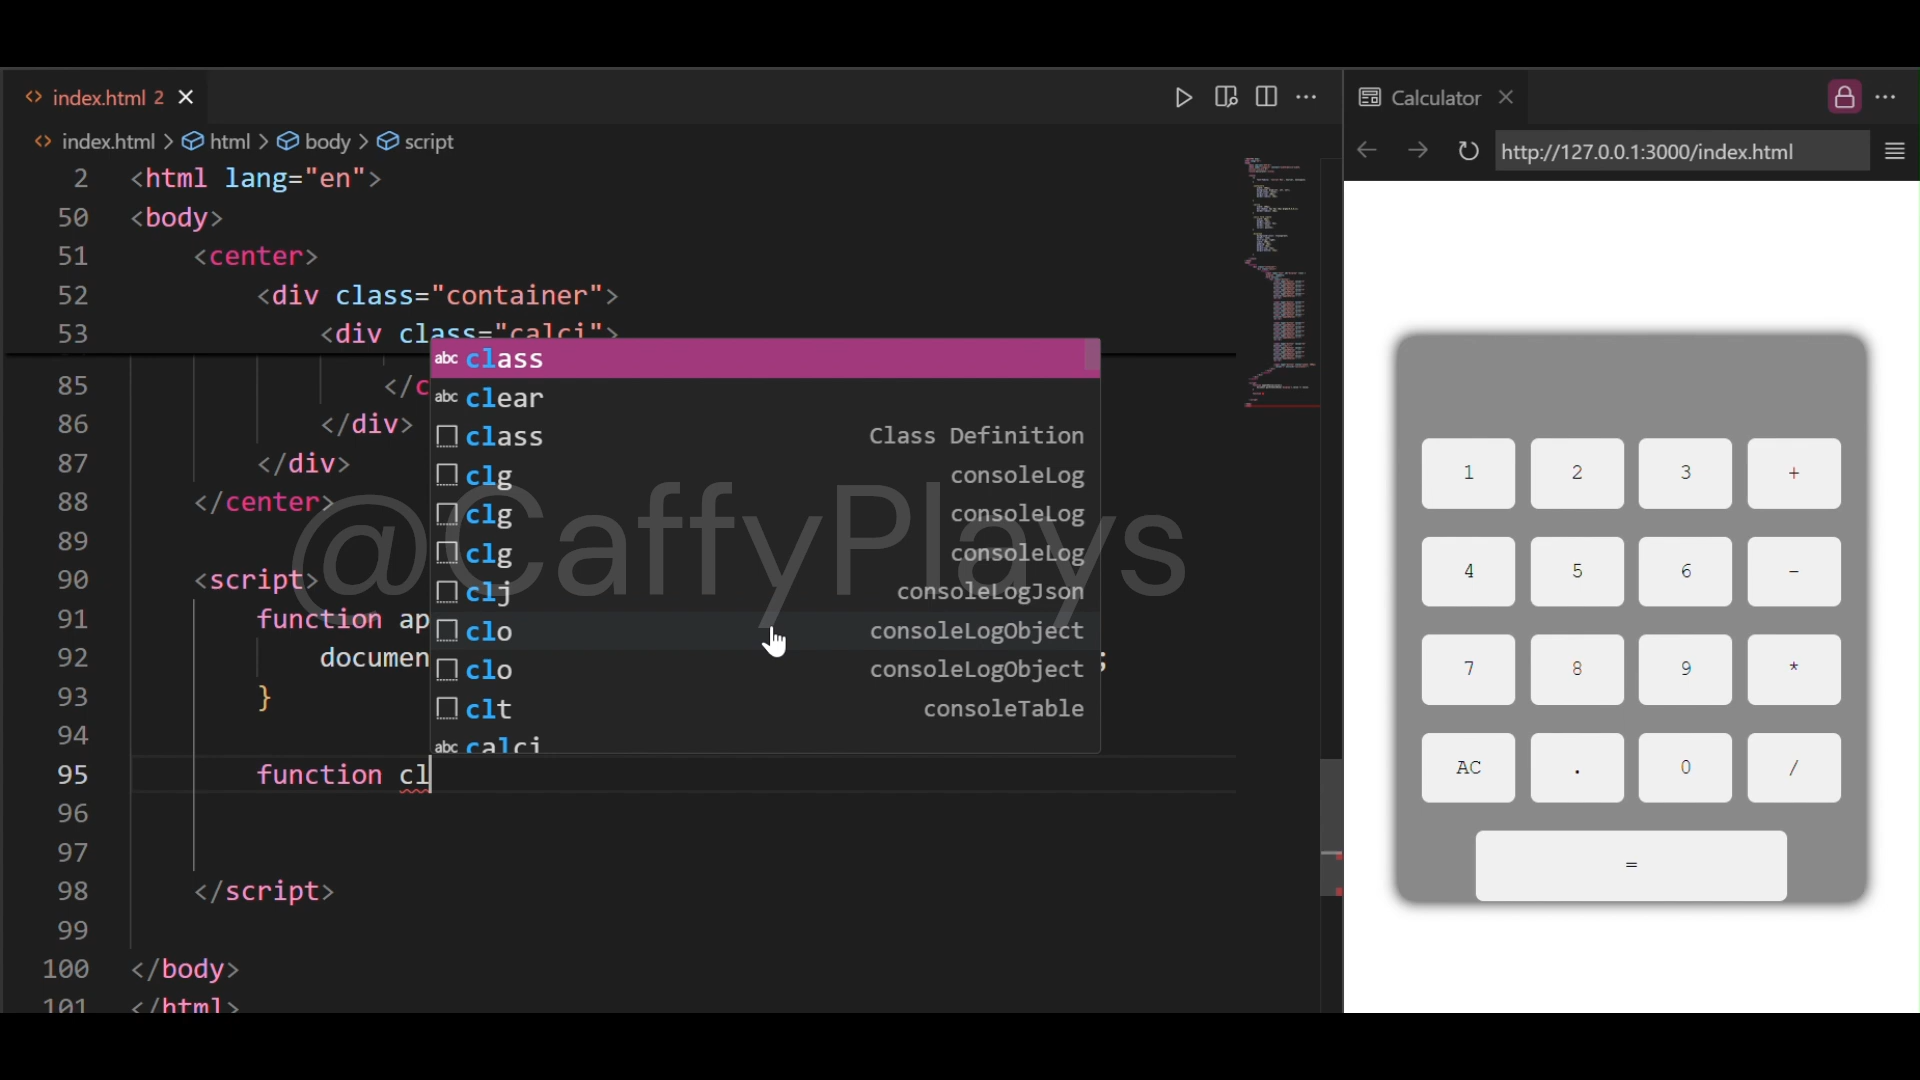 index.html 2
index.html > html > body > script
2 <html lang="en">
50 <body>
51 <center>
52 <div class="container">
53 <div class="calci">
85 </c
86 </div>
87 </div>
88 </center>
89
90 <script>
91 function ap
92 documen ;
93 }
94
95 function cl
96
97
98 </script>
99
100 </body>
101 </html>
abc class
abc clear
class Class Definition
clg consoleLog
clg consoleLog
clg consoleLog
clj consoleLogJson
clo consoleLogObject
clo consoleLogObject
clt consoleTable
abc calci
@CaffyPlays
Calculator
http://127.0.0.1:3000/index.html
1 2 3 +
4 5 6 -
7 8 9 *
AC . 0 /
=